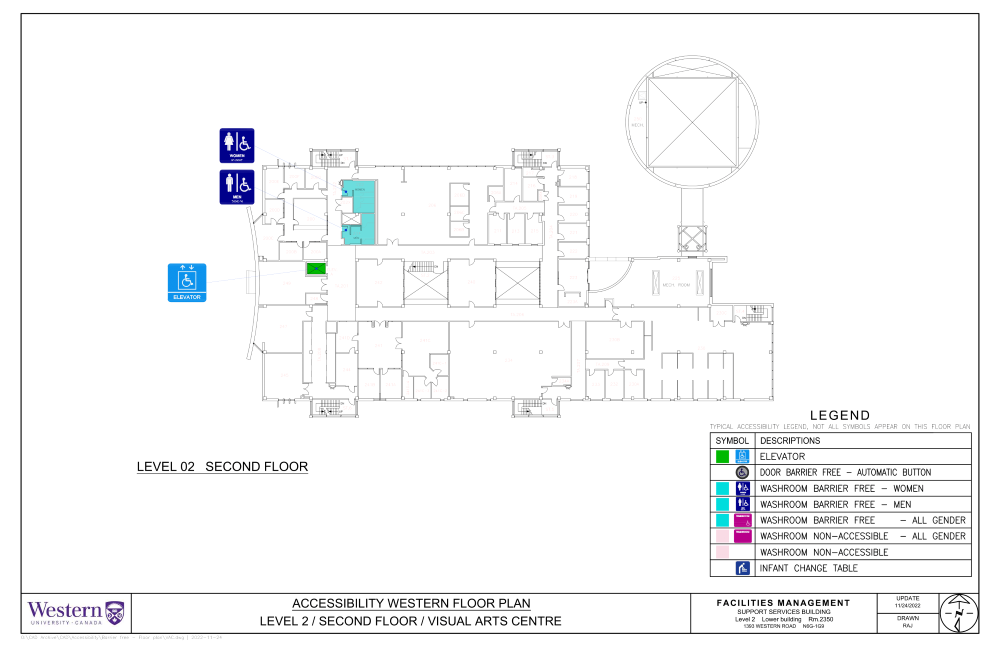 WOMEN
MEN
ELEVATOR
MECH.
UP
MECH. ROOM
LEVEL 02 SECOND FLOOR
LEGEND
TYPICAL ACCESSIBILITY LEGEND, NOT ALL SYMBOLS APPEAR ON THIS FLOOR PLAN
SYMBOL DESCRIPTIONS
ELEVATOR
DOOR BARRIER FREE - AUTOMATIC BUTTON
WASHROOM BARRIER FREE - WOMEN
WASHROOM BARRIER FREE - MEN
WASHROOM BARRIER FREE - ALL GENDER
WASHROOM NON-ACCESSIBLE - ALL GENDER
WASHROOM NON-ACCESSIBLE
INFANT CHANGE TABLE
Western
UNIVERSITY · CANADA
ACCESSIBILITY WESTERN FLOOR PLAN
LEVEL 2 / SECOND FLOOR / VISUAL ARTS CENTRE
FACILITIES MANAGEMENT
SUPPORT SERVICES BUILDING
Level 2 Lower building Rm.2350
1393 WESTERN ROAD N6G-1G9
UPDATE
11/24/2022
DRAWN
RAJ
N